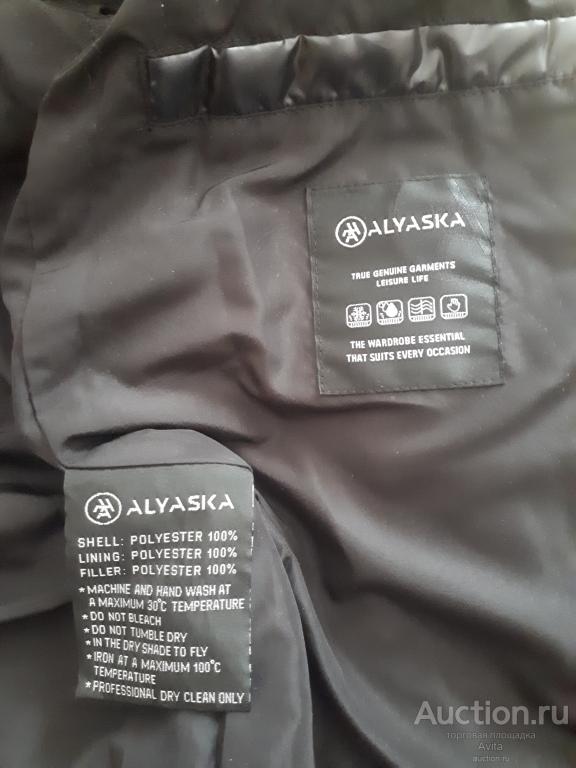 ALYASKA
TRUE GENUINE GARMENTS
LEISURE LIFE
THE WARDROBE ESSENTIAL
THAT SUITS EVERY OCCASION
ALYASKA
SHELL: POLYESTER 100%
LINING: POLYESTER 100%
FILLER: POLYESTER 100%
*MACHINE AND HAND WASH AT
A MAXIMUM 30°C TEMPERATURE
*DO NOT BLEACH
*DO NOT TUMBLE DRY
*IN THE DRY SHADE TO FLY
*IRON AT A MAXIMUM 100°C
TEMPERATURE
*PROFESSIONAL DRY CLEAN ONLY
Auction.ru
торговая площадка
Avita
auction.ru